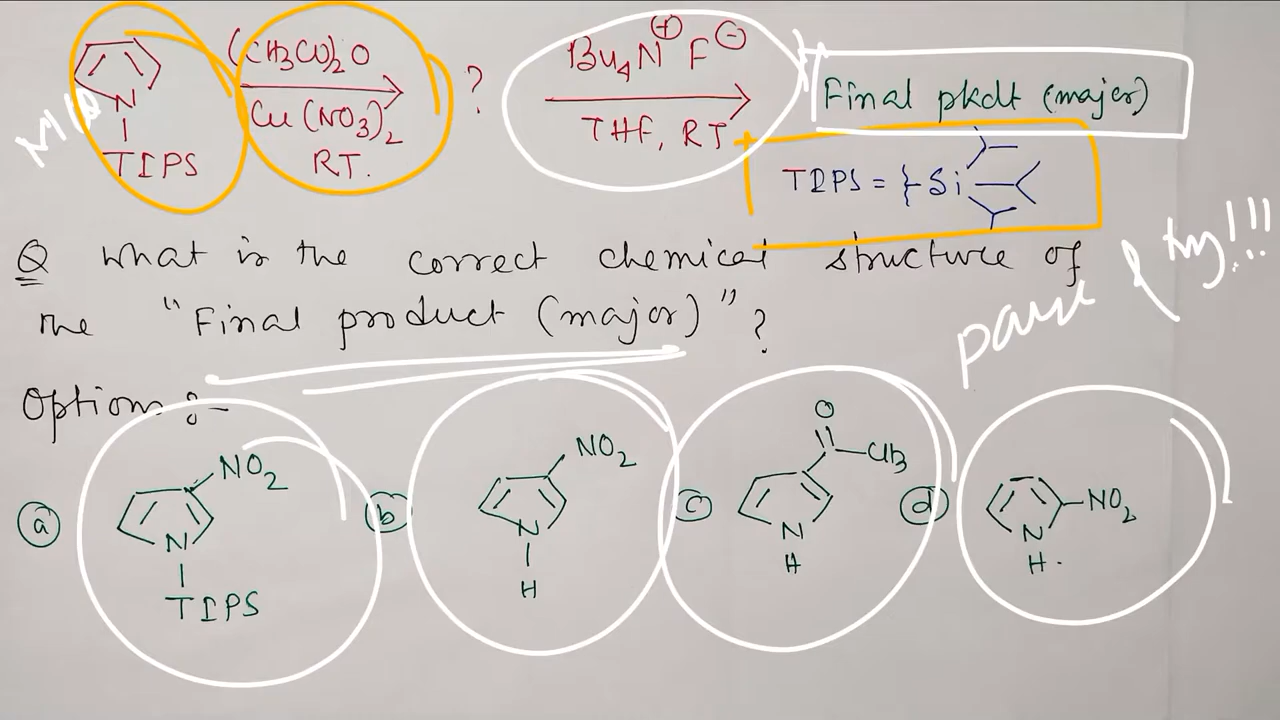 (CH3CO)2O
N
TIPS
Cu(NO3)2
RT.
?
Bu4N⊕ F⊖
THF, RT
Final pkdt (major)
TIPS = }-Si
Q What is the correct chemical structure of
the "Final product (major)" ?
pause & try!!!
Option :-
(a) NO2
N
TIPS
(b) NO2
N
H
(c) O
CH3
N
H
(d) NO2
N
H.